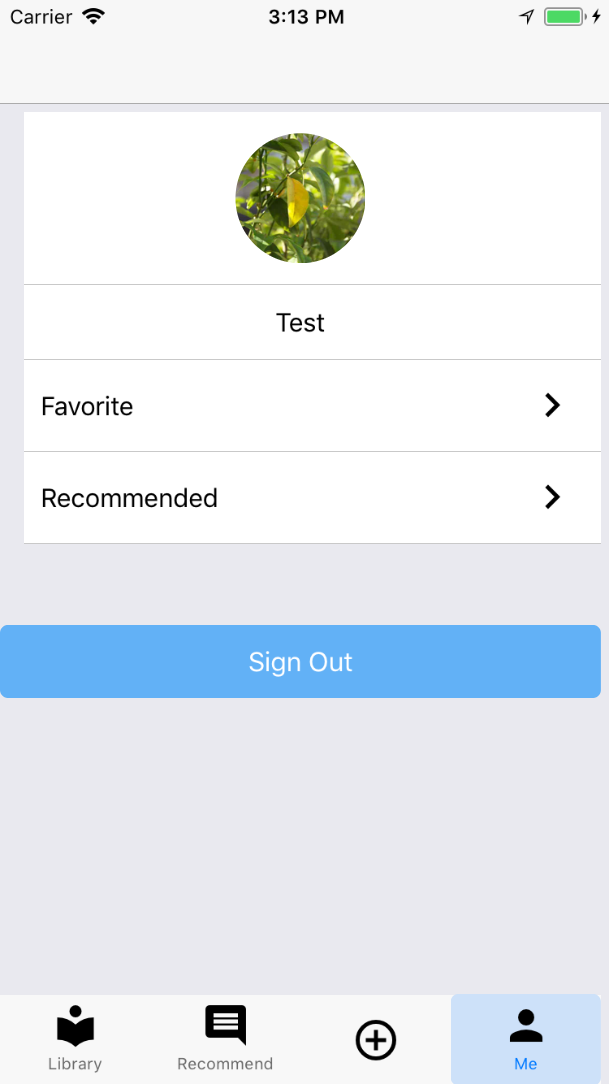 Carrier 3:13 PM
Test
Favorite
Recommended
Sign Out
Library Recommend Me